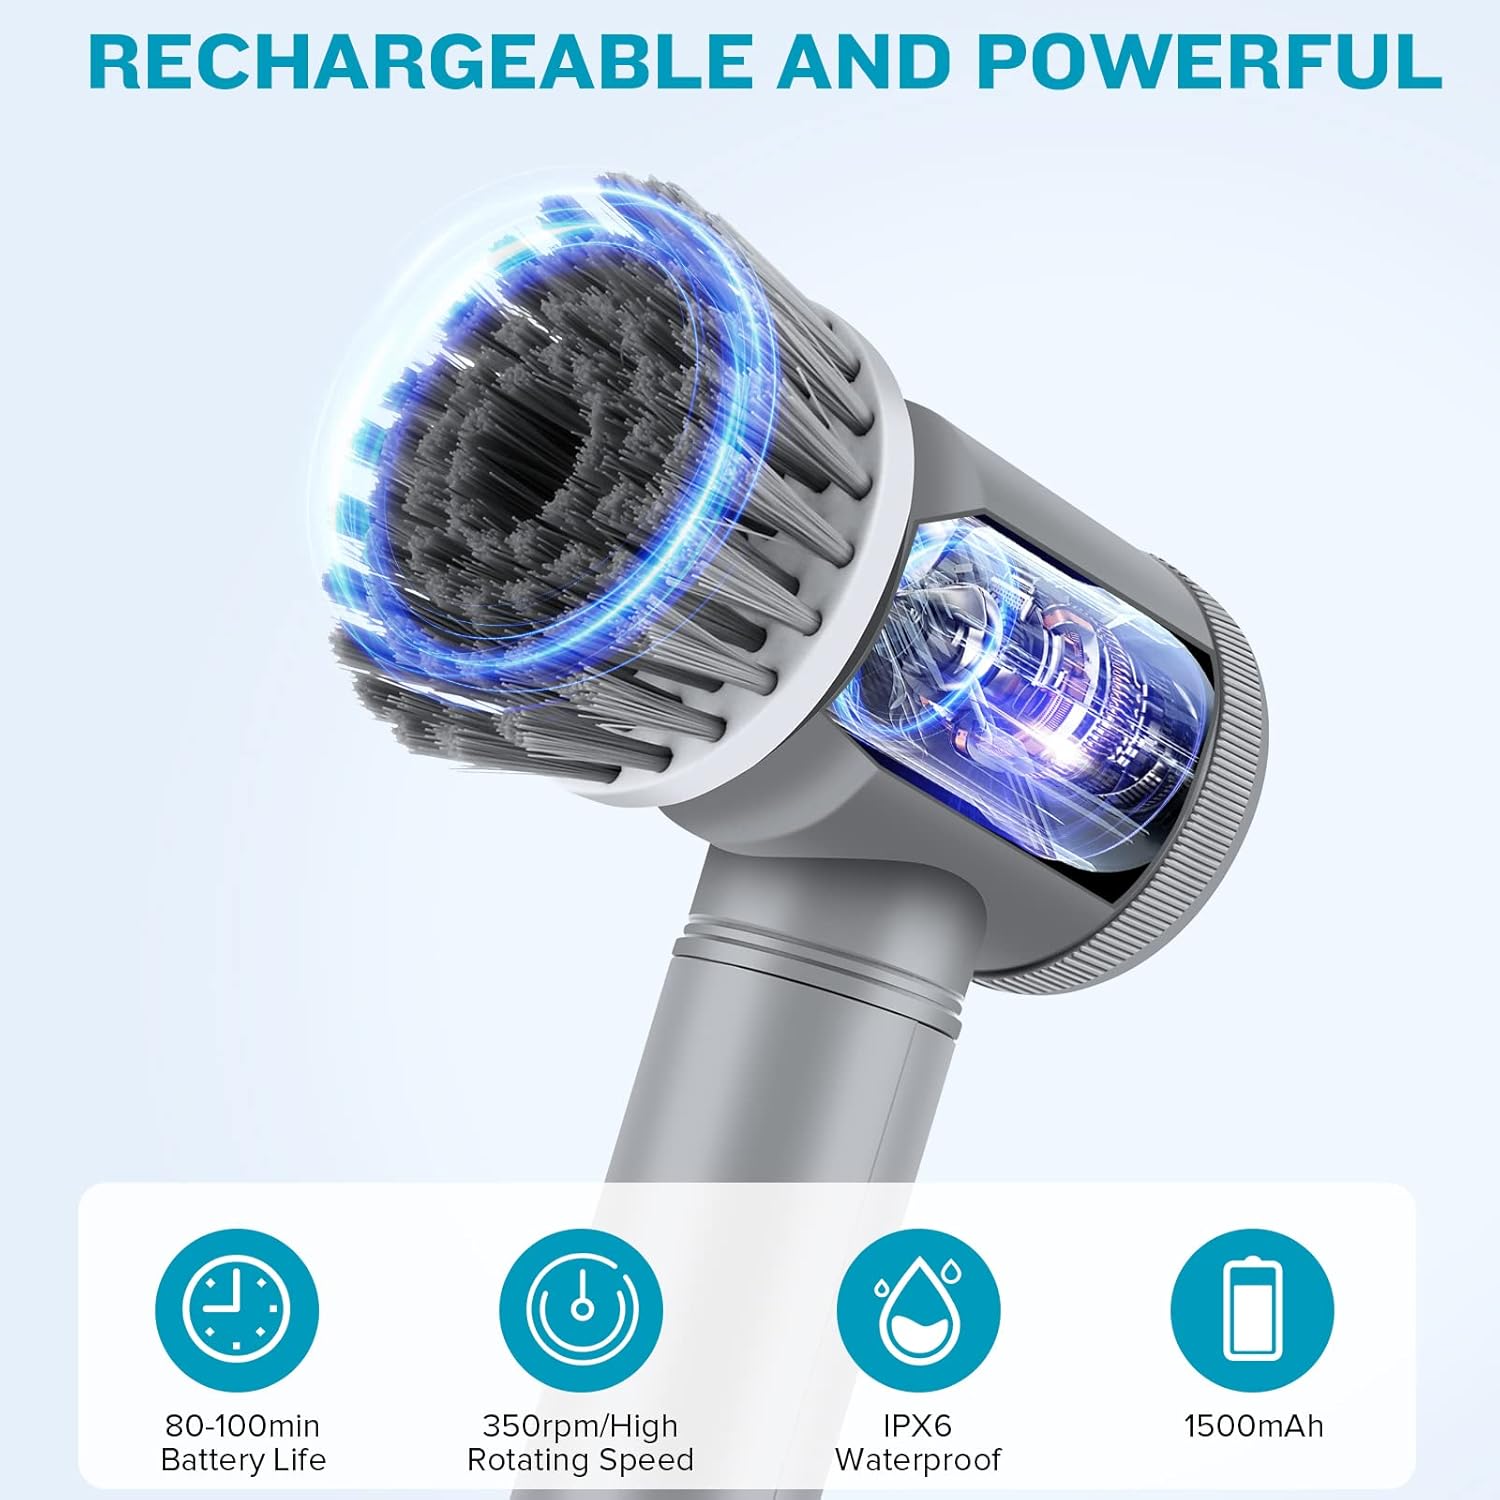 RECHARGEABLE AND POWERFUL
80-100min
Battery Life
350rpm/High
Rotating Speed
IPX6
Waterproof
1500mAh